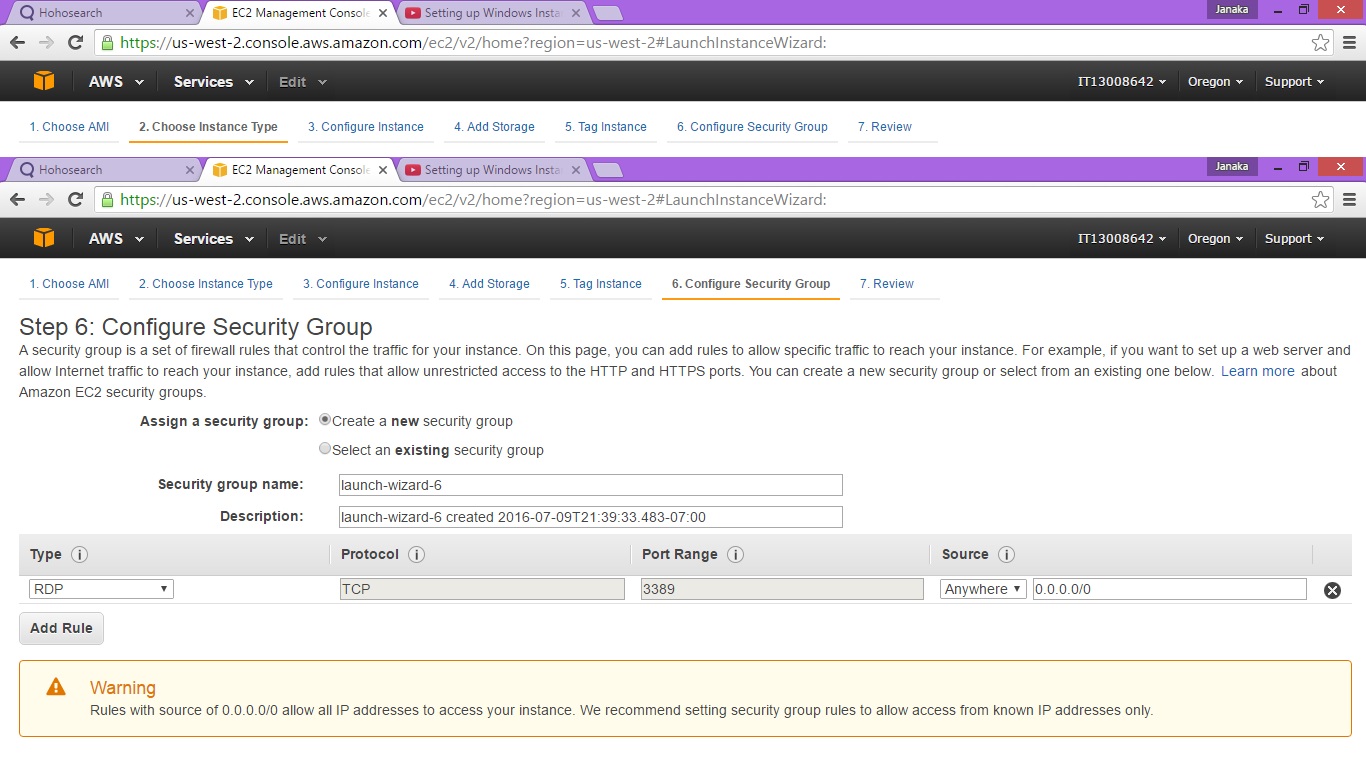 Hohosearch EC2 Management Console Setting up Windows Insta Janaka
https://us-west-2.console.aws.amazon.com/ec2/v2/home?region=us-west-2#LaunchInstanceWizard:
AWS Services Edit IT13008642 Oregon Support
1. Choose AMI 2. Choose Instance Type 3. Configure Instance 4. Add Storage 5. Tag Instance 6. Configure Security Group 7. Review
Hohosearch EC2 Management Console Setting up Windows Insta Janaka
https://us-west-2.console.aws.amazon.com/ec2/v2/home?region=us-west-2#LaunchInstanceWizard:
AWS Services Edit IT13008642 Oregon Support
1. Choose AMI 2. Choose Instance Type 3. Configure Instance 4. Add Storage 5. Tag Instance 6. Configure Security Group 7. Review
Step 6: Configure Security Group
A security group is a set of firewall rules that control the traffic for your instance. On this page, you can add rules to allow specific traffic to reach your instance. For example, if you want to set up a web server and
allow Internet traffic to reach your instance, add rules that allow unrestricted access to the HTTP and HTTPS ports. You can create a new security group or select from an existing one below. Learn more about
Amazon EC2 security groups.
Assign a security group: Create a new security group
Select an existing security group
Security group name: launch-wizard-6
Description: launch-wizard-6 created 2016-07-09T21:39:33.483-07:00
Type i Protocol i Port Range i Source i
RDP TCP 3389 Anywhere 0.0.0.0/0
Add Rule
Warning
Rules with source of 0.0.0.0/0 allow all IP addresses to access your instance. We recommend setting security group rules to allow access from known IP addresses only.